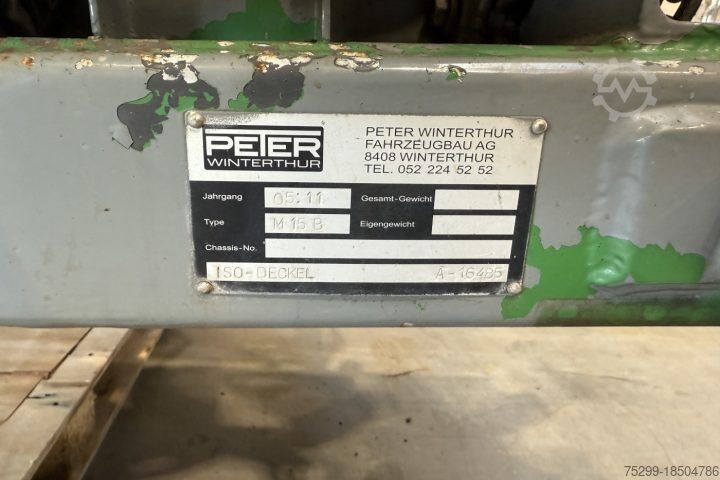 PETER
WINTERTHUR
PETER WINTERTHUR
FAHRZEUGBAU AG
8408 WINTERTHUR
TEL. 052 224 52 52
Jahrgang 05.11 Gesamt-Gewicht
Type M 15 B Eigengewicht
Chassis-No.
ISO-DECKEL A-16485
75299-18504786